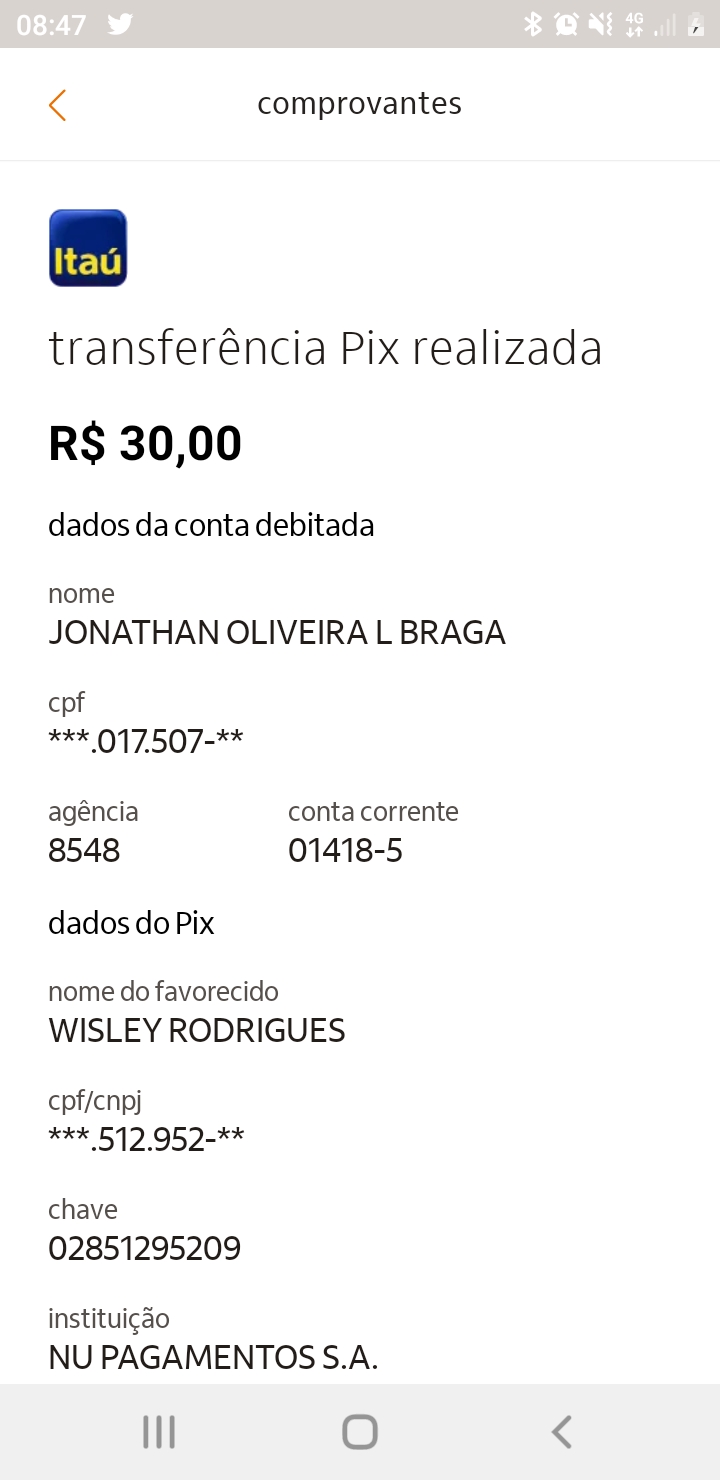 08:47
4G
comprovantes
Itaú
transferência Pix realizada
R$ 30,00
dados da conta debitada
nome
JONATHAN OLIVEIRA L BRAGA
cpf
***.017.507-**
agência conta corrente
8548 01418-5
dados do Pix
nome do favorecido
WISLEY RODRIGUES
cpf/cnpj
***.512.952-**
chave
02851295209
instituição
NU PAGAMENTOS S.A.